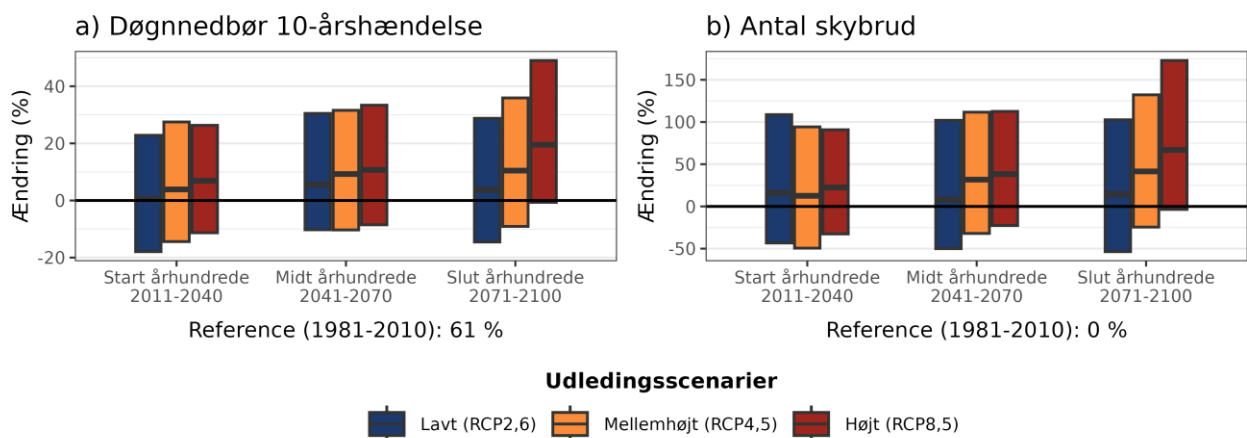 a) Døgnnedbør 10-årshændelse
Ændring (%)
40
20
0
-20
Start århundrede
2011-2040
Midt århundrede
2041-2070
Slut århundrede
2071-2100
Reference (1981-2010): 61 %
b) Antal skybrud
Ændring (%)
150
100
50
0
-50
Start århundrede
2011-2040
Midt århundrede
2041-2070
Slut århundrede
2071-2100
Reference (1981-2010): 0 %
Udledingsscenarier
Lavt (RCP2,6)
Mellemhøjt (RCP4,5)
Højt (RCP8,5)